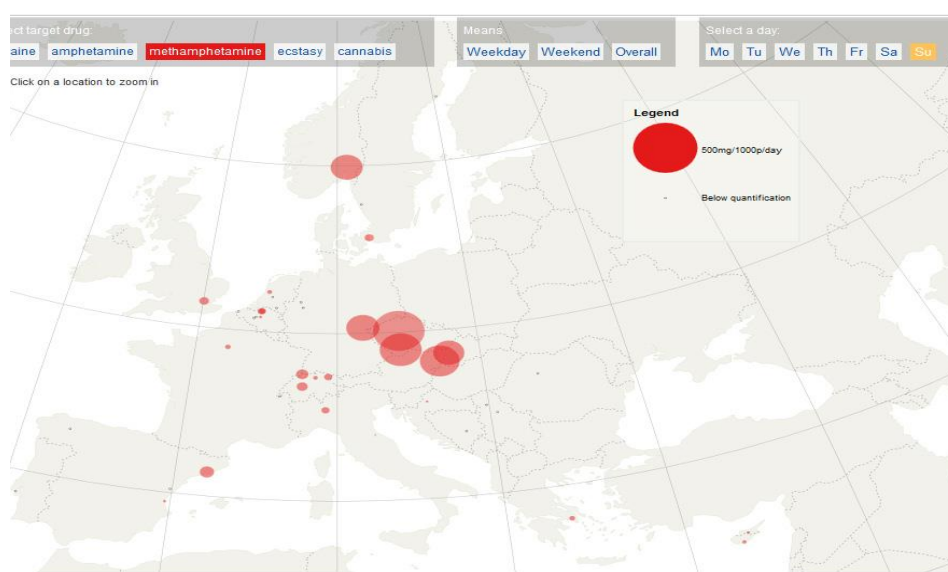 ect target drug:
aine amphetamine methamphetamine ecstasy cannabis
Click on a location to zoom in
Means
Weekday Weekend Overall
Select a day:
Mo Tu We Th Fr Sa Su
Legend
500mg/1000p/day
Below quantification